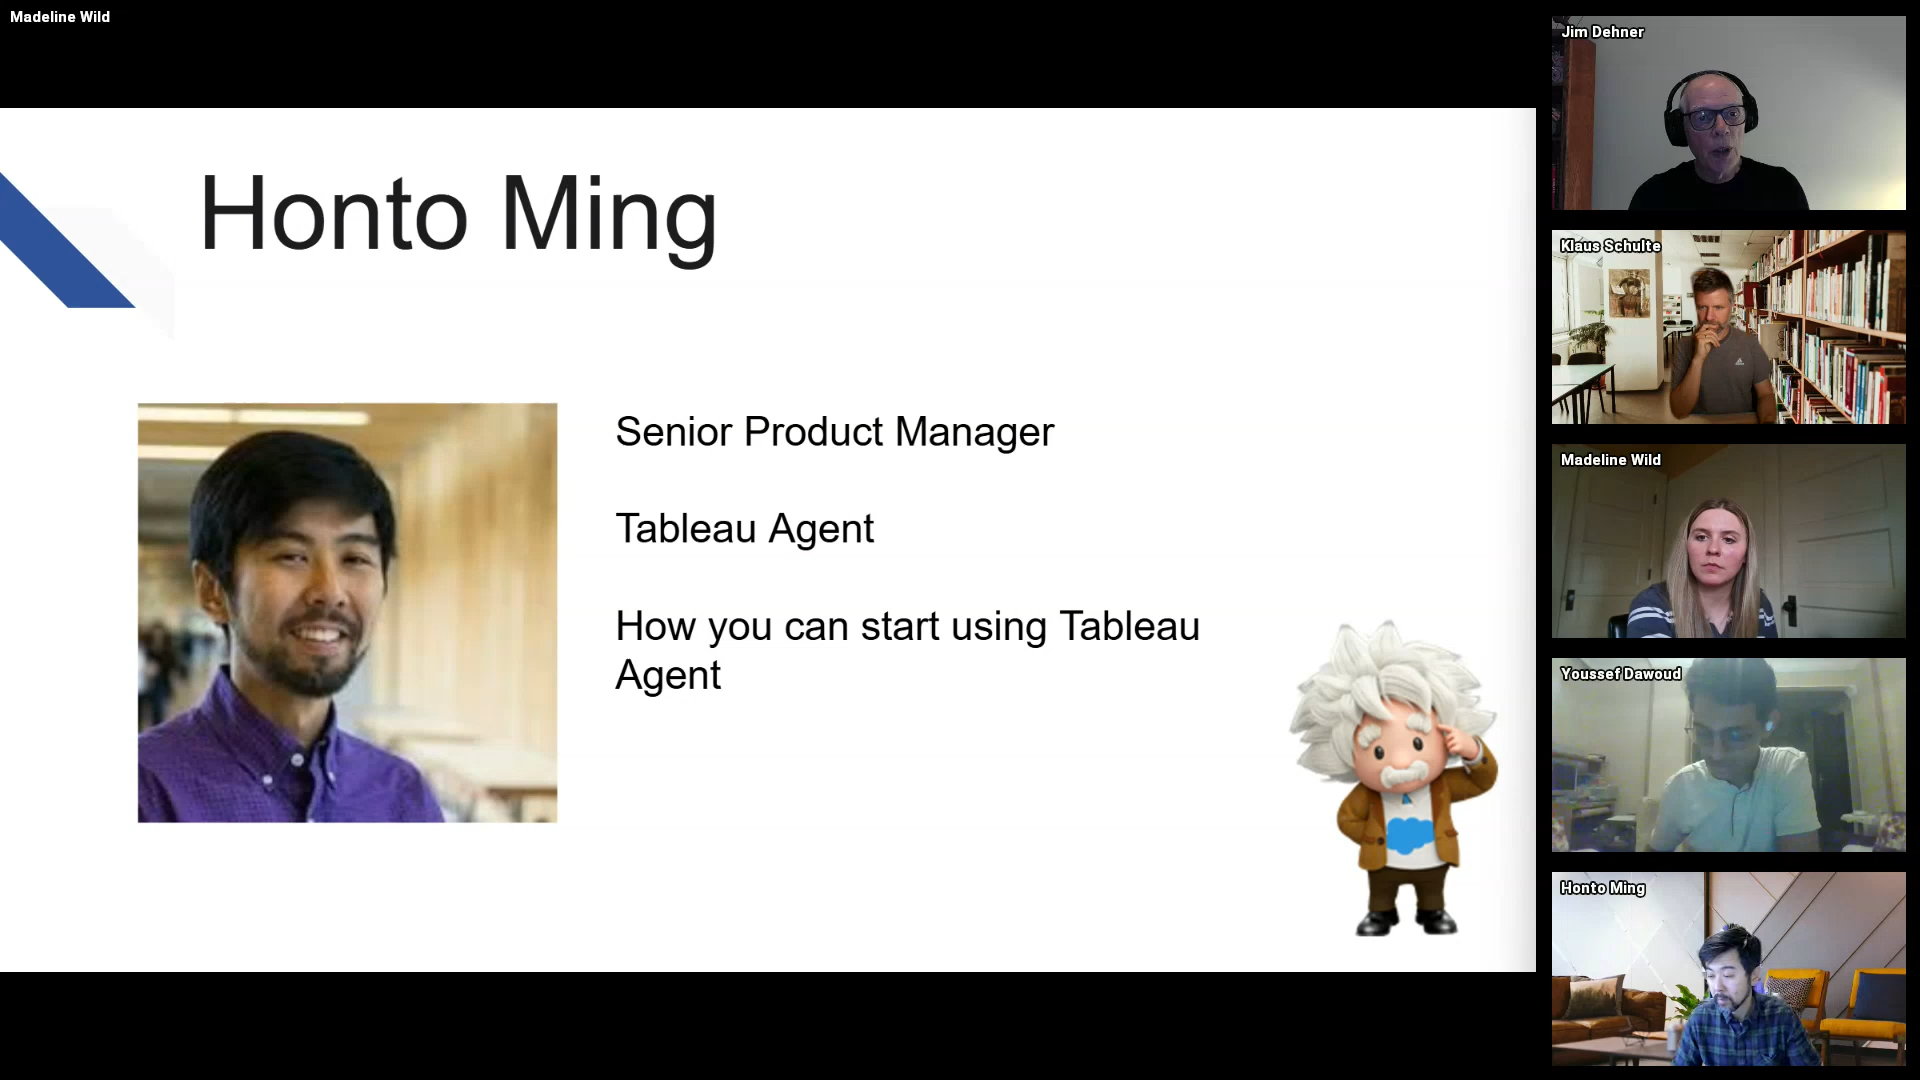 Madeline Wild
Honto Ming
Senior Product Manager
Tableau Agent
How you can start using Tableau
Agent
Jim Dehner
Klaus Schulte
Madeline Wild
Youssef Dawoud
Honto Ming